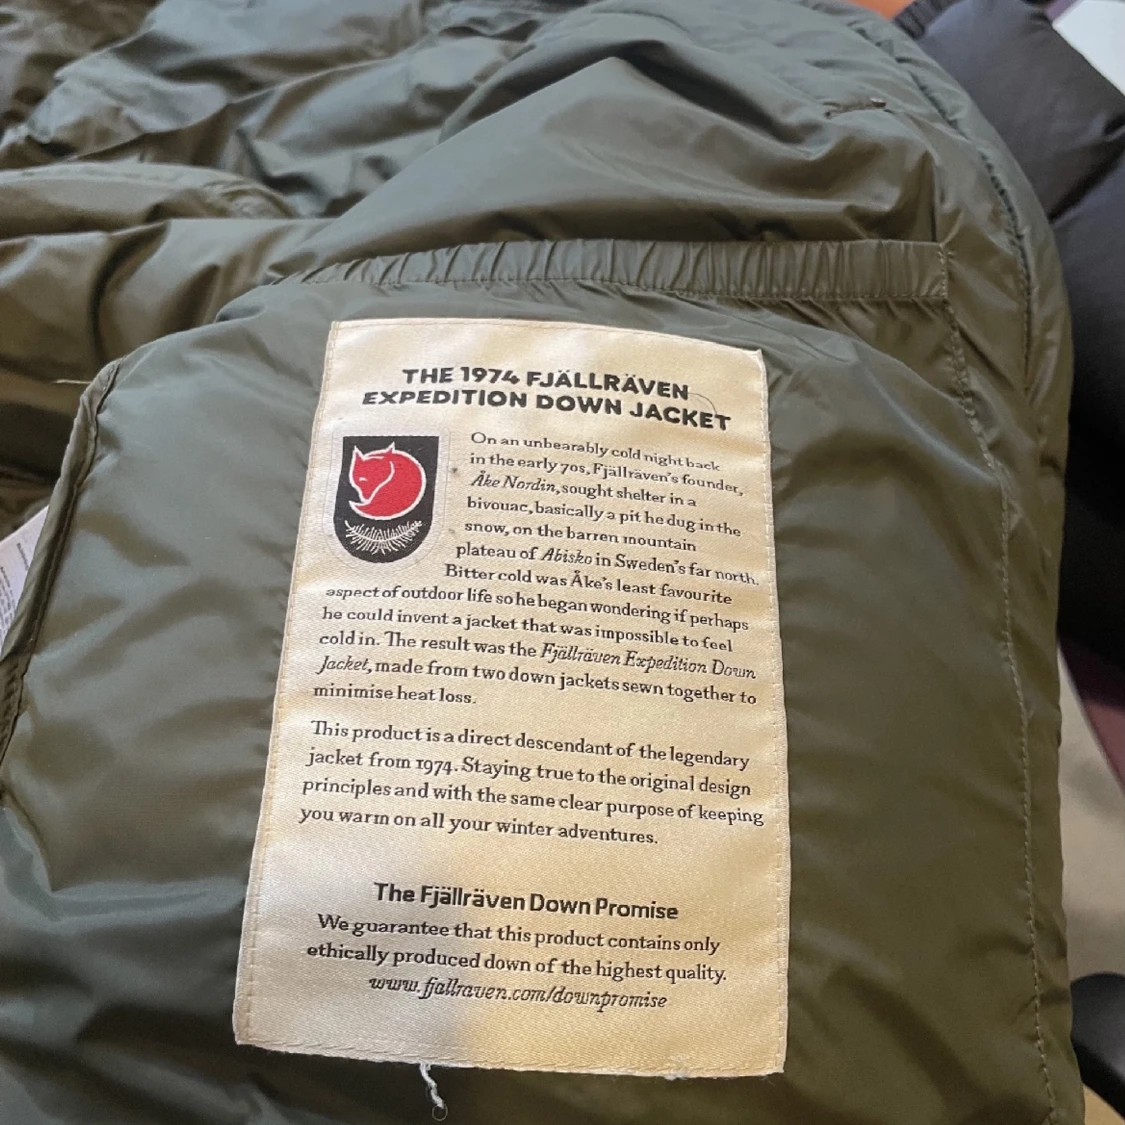 THE 1974 FJÄLLRÄVEN
EXPEDITION DOWN JACKET
On an unbearably cold night back
in the early 70s, Fjällräven's founder,
Åke Nordin, sought shelter in a
bivouac, basically a pit he dug in the
snow, on the barren mountain
plateau of Abisko in Sweden's far north.
Bitter cold was Åke's least favourite
aspect of outdoor life so he began wondering if perhaps
he could invent a jacket that was impossible to feel
cold in. The result was the Fjällräven Expedition Down
Jacket, made from two down jackets sewn together to
minimise heat loss.
This product is a direct descendant of the legendary
jacket from 1974. Staying true to the original design
principles and with the same clear purpose of keeping
you warm on all your winter adventures.
The Fjällräven Down Promise
We guarantee that this product contains only
ethically produced down of the highest quality.
www.fjallraven.com/downpromise